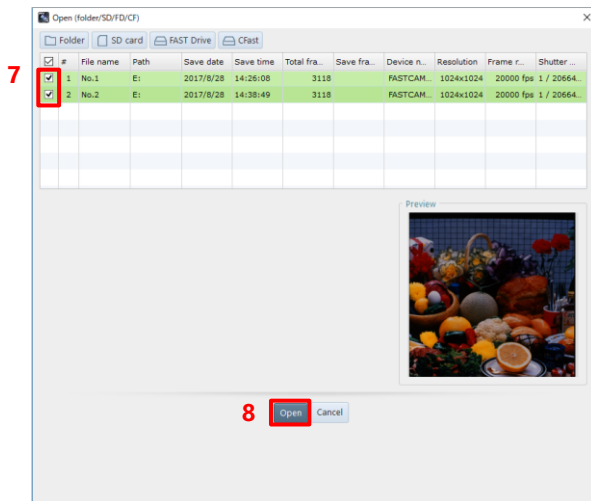 Open (folder/SD/FD/CF)
Folder SD card FAST Drive CFast
# File name Path Save date Save time Total fra... Save fra... Device n... Resolution Frame r... Shutter ...
7
1 No.1 E: 2017/8/28 14:26:08 3118 FASTCAM... 1024x1024 20000 fps 1 / 20664...
2 No.2 E: 2017/8/28 14:38:49 3118 FASTCAM... 1024x1024 20000 fps 1 / 20664...
Preview
8 Open Cancel